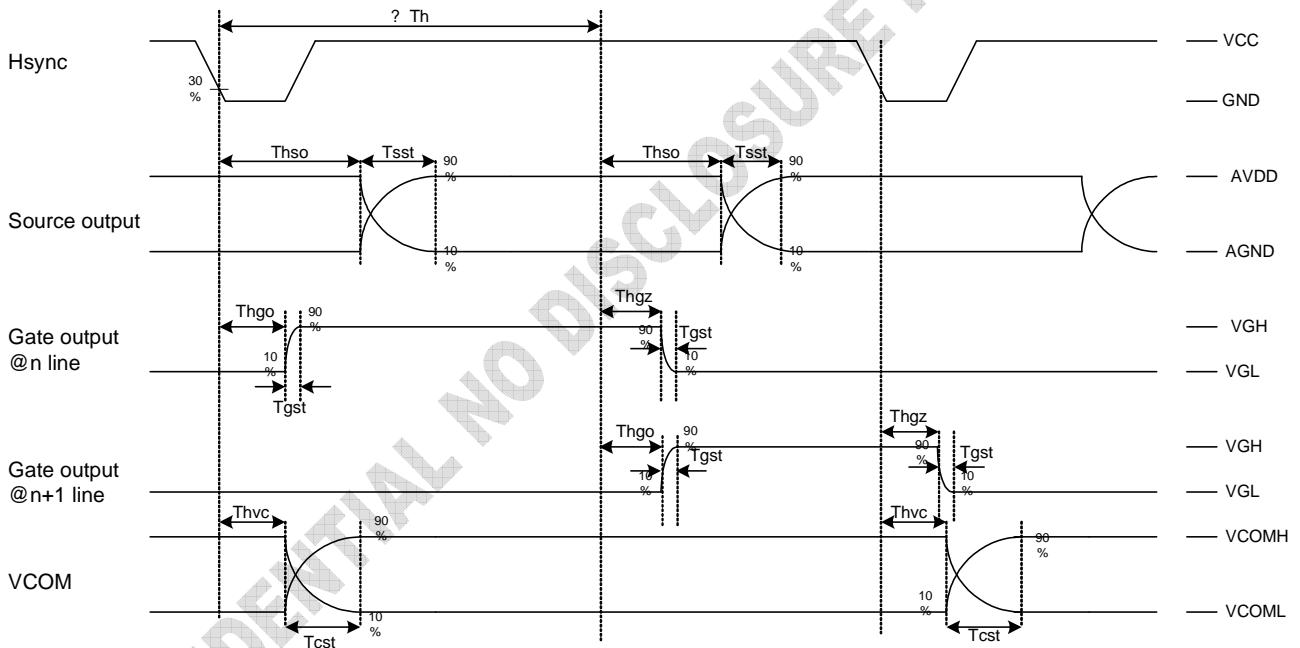 ? Th
Hsync
30
%
VCC
GND
Thso
Tsst
90
%
Thso
Tsst
90
%
AVDD
Source output
10
%
10
%
AGND
Thgo
90
%
Thgz
90
%
Tgst
VGH
Gate output
@n line
10
%
10
%
VGL
Tgst
Thgo
90
%
Tgst
Thgz
90
%
Tgst
VGH
Gate output
@n+1 line
10
%
10
%
VGL
Thvc
90
%
Thvc
90
%
VCOMH
VCOM
10
%
10
%
VCOML
Tcst
Tcst
NO DISCLOSURE